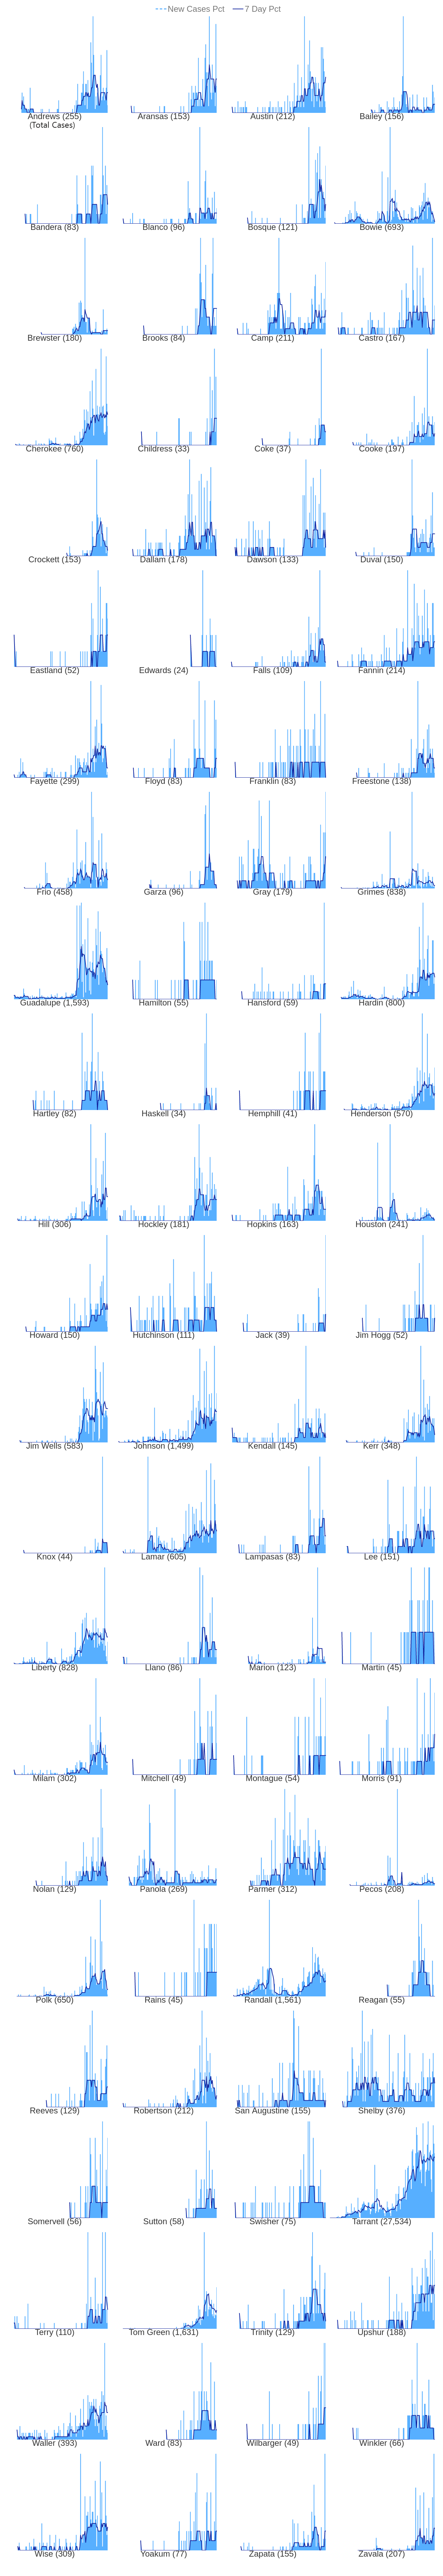 New Cases Pct 7 Day Pct
Andrews (255) Aransas (153) Austin (212) Bailey (156)
(Total Cases)
Bandera (83) Blanco (96) Bosque (121) Bowie (693)
Brewster (180) Brooks (84) Camp (211) Castro (167)
Cherokee (760) Childress (33) Coke (37) Cooke (197)
Crockett (153) Dallam (178) Dawson (133) Duval (150)
Eastland (52) Edwards (24) Falls (109) Fannin (214)
Fayette (299) Floyd (83) Franklin (83) Freestone (138)
Frio (458) Garza (96) Gray (179) Grimes (838)
Guadalupe (1,593) Hamilton (55) Hansford (59) Hardin (800)
Hartley (82) Haskell (34) Hemphill (41) Henderson (570)
Hill (306) Hockley (181) Hopkins (163) Houston (241)
Howard (150) Hutchinson (111) Jack (39) Jim Hogg (52)
Jim Wells (583) Johnson (1,499) Kendall (145) Kerr (348)
Knox (44) Lamar (605) Lampasas (83) Lee (151)
Liberty (828) Llano (86) Marion (123) Martin (45)
Milam (302) Mitchell (49) Montague (54) Morris (91)
Nolan (129) Panola (269) Parmer (312) Pecos (208)
Polk (650) Rains (45) Randall (1,561) Reagan (55)
Reeves (129) Robertson (212) San Augustine (155) Shelby (376)
Somervell (56) Sutton (58) Swisher (75) Tarrant (27,534)
Terry (110) Tom Green (1,631) Trinity (129) Upshur (188)
Waller (393) Ward (83) Wilbarger (49) Winkler (66)
Wise (309) Yoakum (77) Zapata (155) Zavala (207)